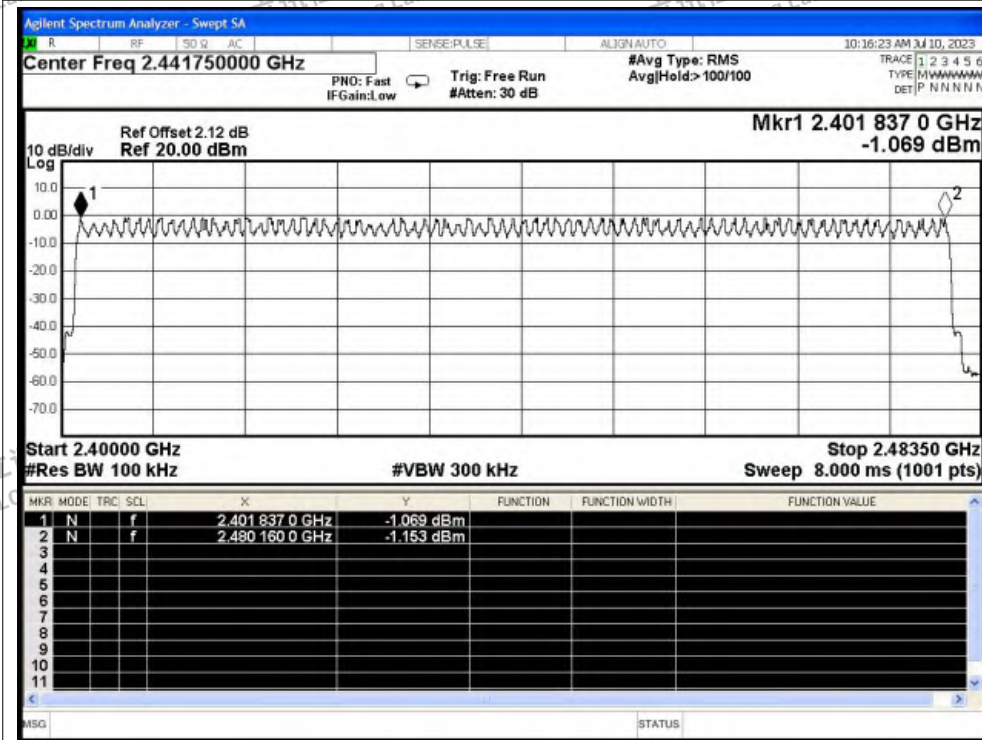 Agilent Spectrum Analyzer - Swept SA
R RF 50 Ω AC SENSE:PULSE ALIGN AUTO 10:16:23 AM Jul 10, 2023
Center Freq 2.441750000 GHz #Avg Type: RMS TRACE 1 2 3 4 5 6
PNO: Fast Trig: Free Run Avg|Hold:>100/100 TYPE M
IFGain:Low #Atten: 30 dB DET P N N N N N
Mkr1 2.401 837 0 GHz
Ref Offset 2.12 dB
10 dB/div Ref 20.00 dBm -1.069 dBm
Log
10.0
1 2
0.00
-10.0
-20.0
-30.0
-40.0
-50.0
-60.0
-70.0
Start 2.40000 GHz Stop 2.48350 GHz
#Res BW 100 kHz #VBW 300 kHz Sweep 8.000 ms (1001 pts)
MKR MODE TRC SCL X Y FUNCTION FUNCTION WIDTH FUNCTION VALUE
1 N f 2.401 837 0 GHz -1.069 dBm
2 N f 2.480 160 0 GHz -1.153 dBm
3
4
5
6
7
8
9
10
11
MSG STATUS